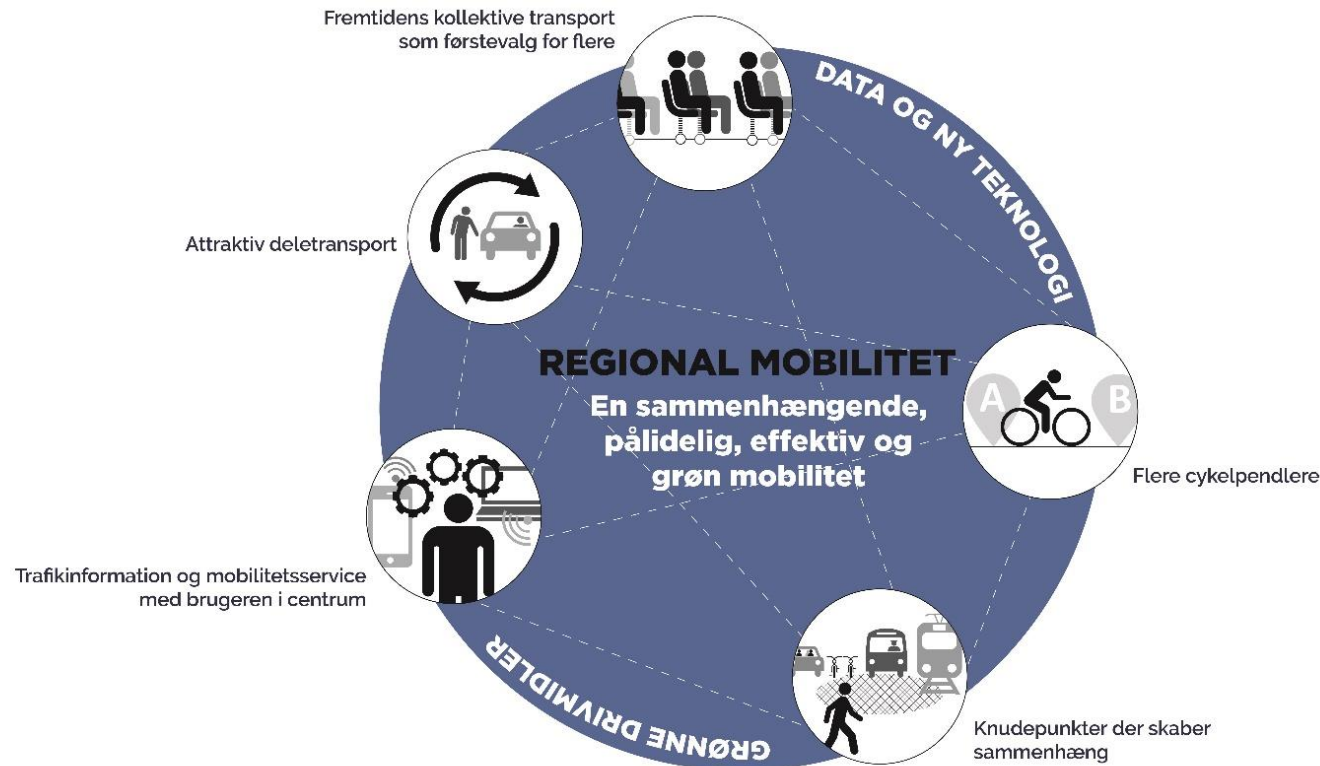 Fremtidens kollektive transport
som førstevalg for flere
DATA OG NY TEKNOLOGI
Attraktiv deletransport
REGIONAL MOBILITET
En sammenhængende,
pålidelig, effektiv og
grøn mobilitet
A
B
Flere cykelpendlere
Trafikinformation og mobilitetsservice
med brugeren i centrum
GRØNNE DRIVMIDLER
Knudepunkter der skaber
sammenhæng